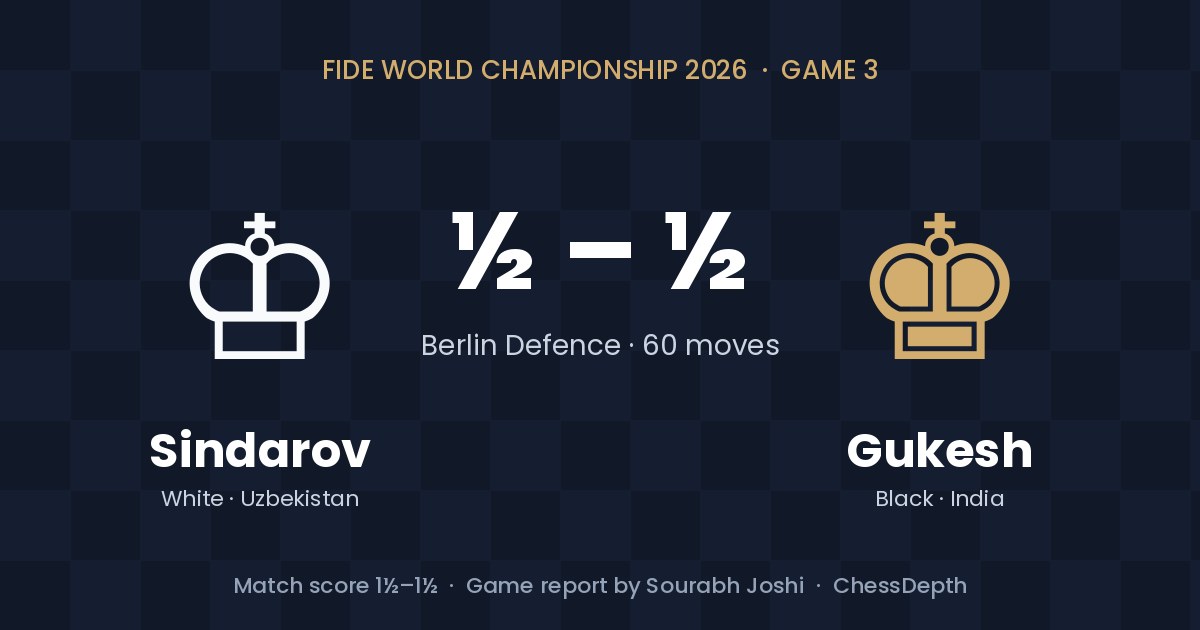 FIDE WORLD CHAMPIONSHIP 2026 · GAME 3
½ – ½
Berlin Defence · 60 moves
Sindarov
White · Uzbekistan
Gukesh
Black · India
Match score 1½–1½ · Game report by Sourabh Joshi · ChessDepth